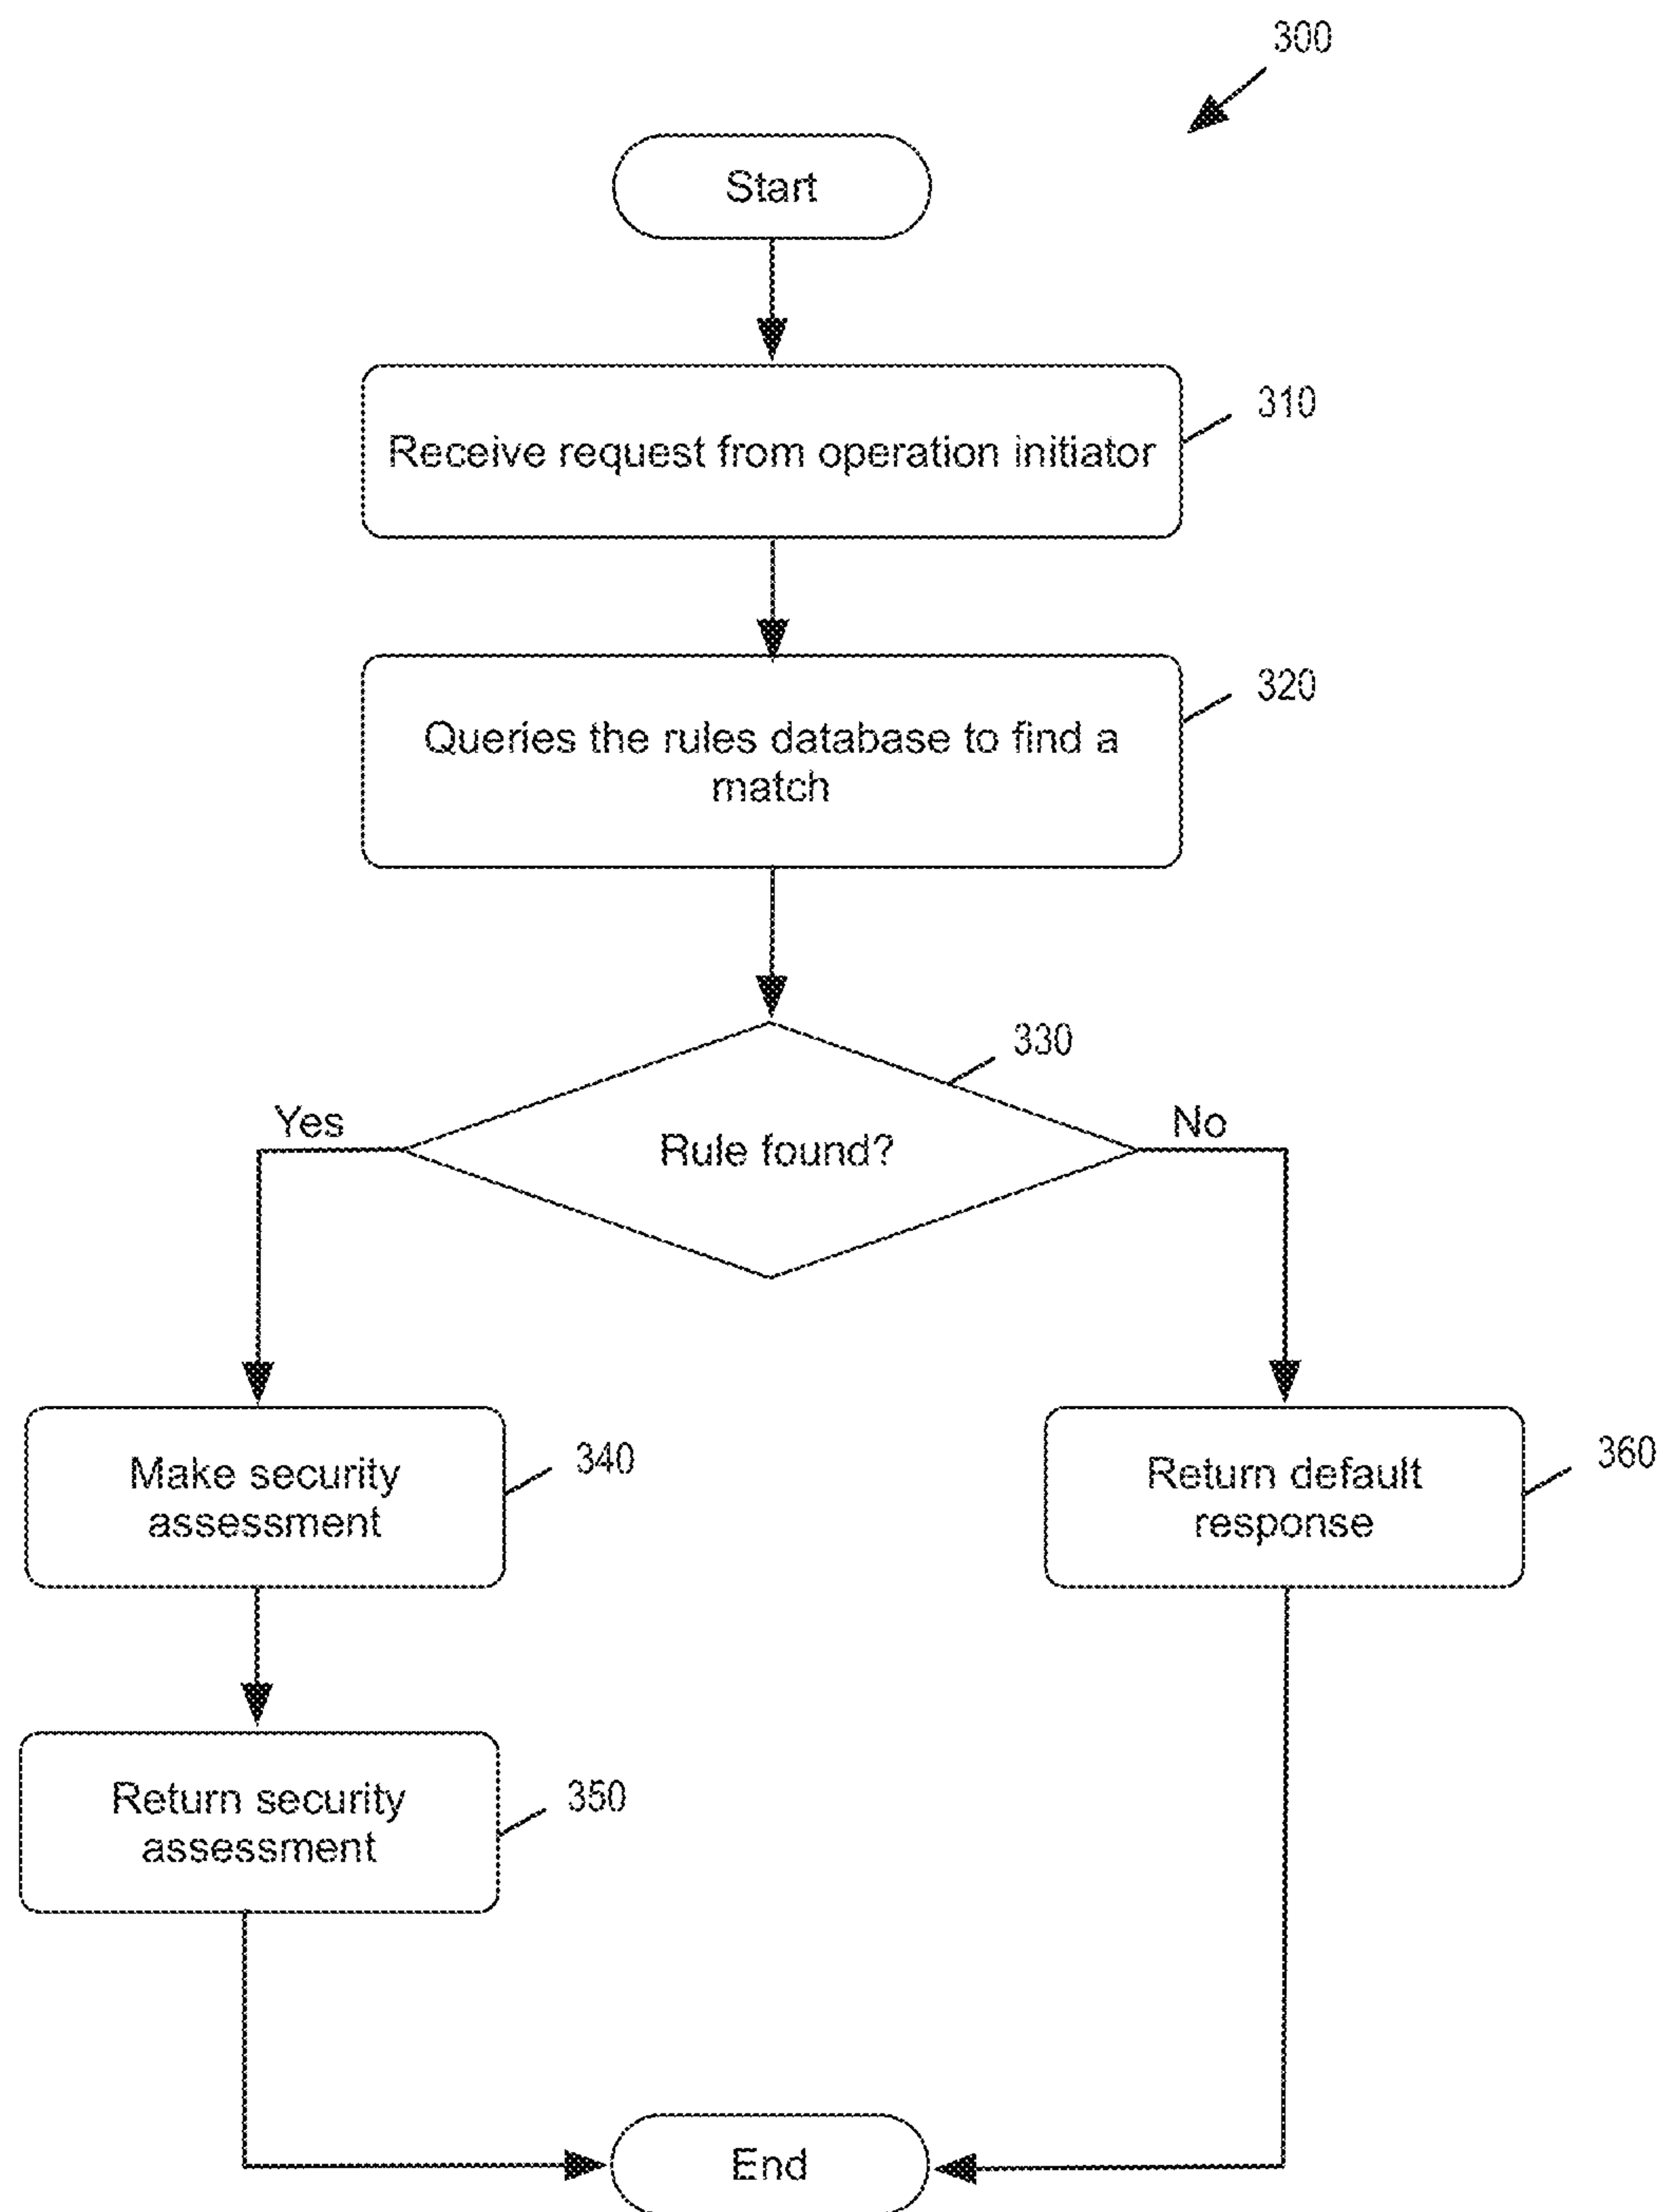 300
Start
Receive request from operation initiator
310
Queries the rules database to find a
match
320
330
Yes
Rule found?
No
Make security
assessment
340
Return default
response
360
Return security
assessment
350
End